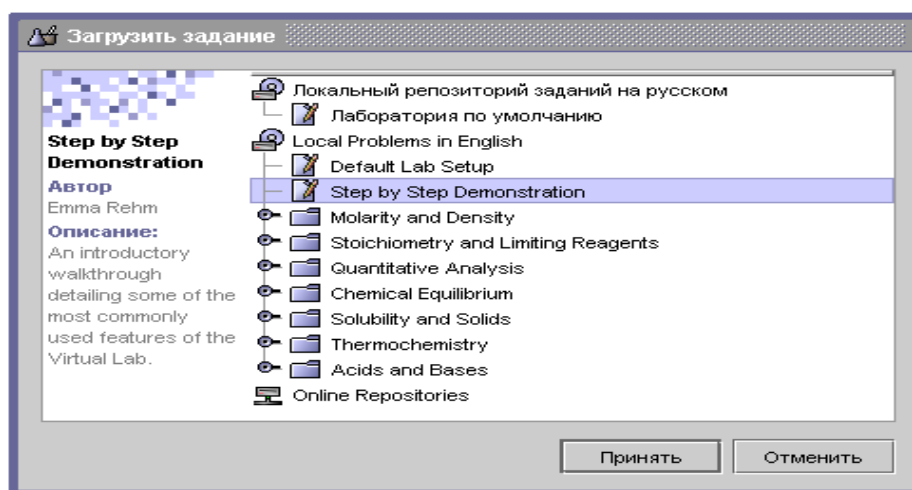 Загрузить задание
Step by Step
Demonstration
Автор
Emma Rehm
Описание:
An introductory
walkthrough
detailing some of the
most commonly
used features of the
Virtual Lab.
Локальный репозиторий заданий на русском
Лаборатория по умолчанию
Local Problems in English
Default Lab Setup
Step by Step Demonstration
Molarity and Density
Stoichiometry and Limiting Reagents
Quantitative Analysis
Chemical Equilibrium
Solubility and Solids
Thermochemistry
Acids and Bases
Online Repositories
Принять
Отменить